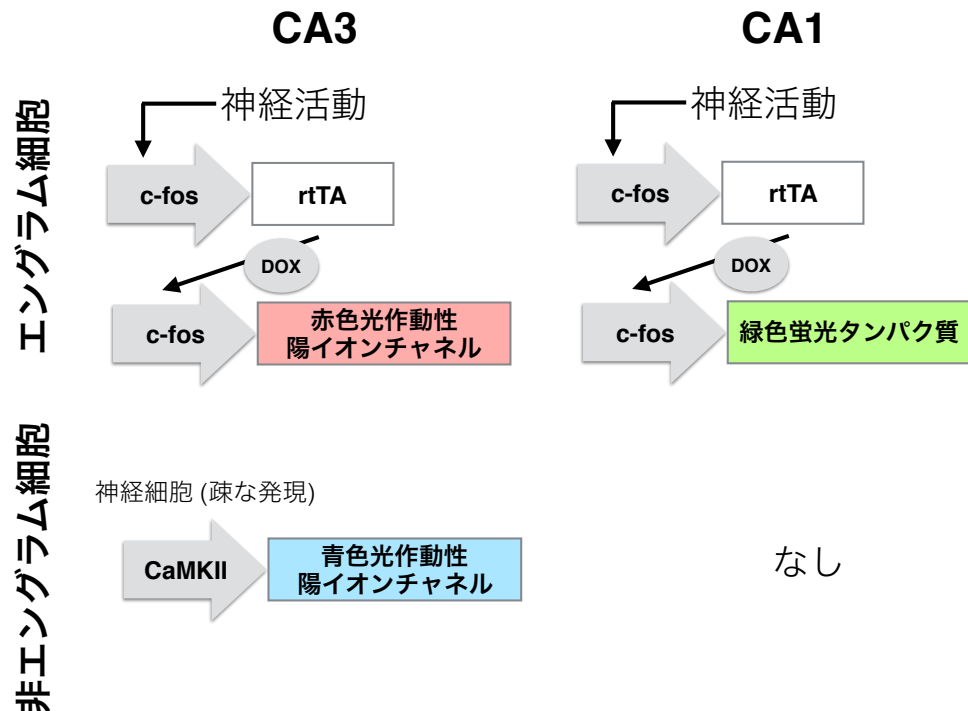 CA3
CA1
エングラム細胞
神経活動
c-fos
rtTA
DOX
c-fos
赤色光作動性
陽イオンチャネル
神経活動
c-fos
rtTA
DOX
c-fos
緑色蛍光タンパク質
非エングラム細胞
神経細胞 (疎な発現)
CaMKII
青色光作動性
陽イオンチャネル
なし